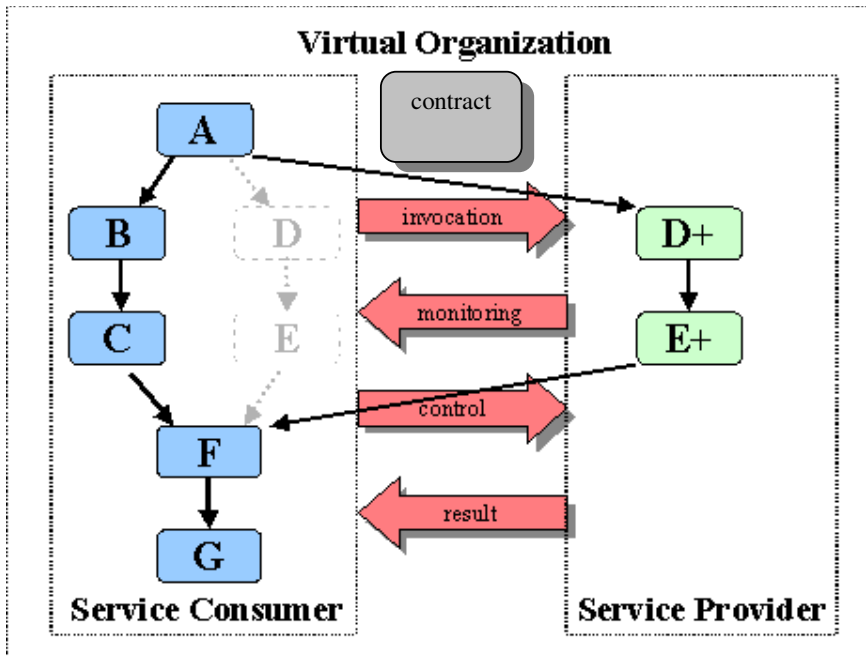 Virtual Organization
contract
A
B
D
invocation
D+
C
E
monitoring
E+
control
F
result
G
Service Consumer
Service Provider